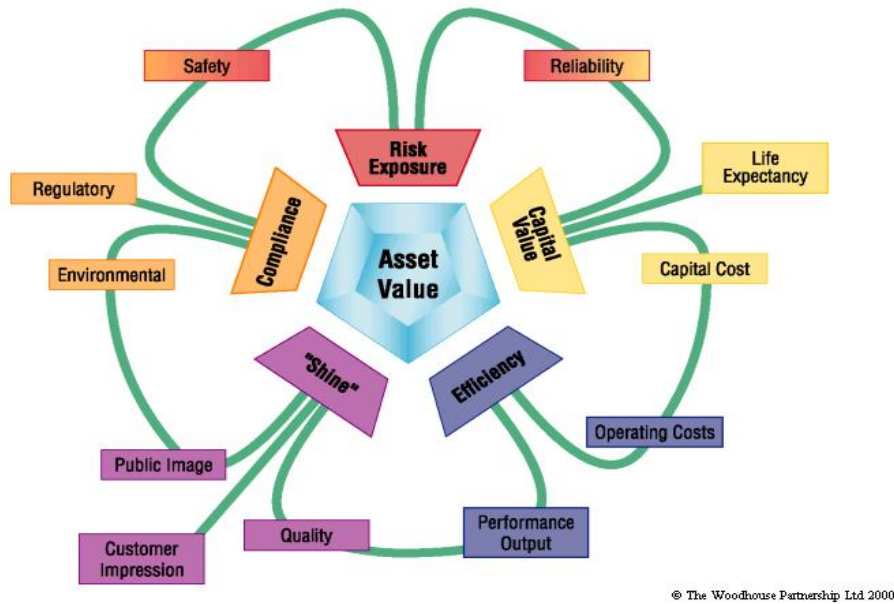 Safety
Reliability
Risk
Exposure
Life
Expectancy
Regulatory
Compliance
Capital
Value
Asset
Value
Environmental
Capital Cost
"Shine"
Efficiency
Operating Costs
Public Image
Performance
Output
Quality
Customer
Impression
© The Woodhouse Partnership Ltd 2000